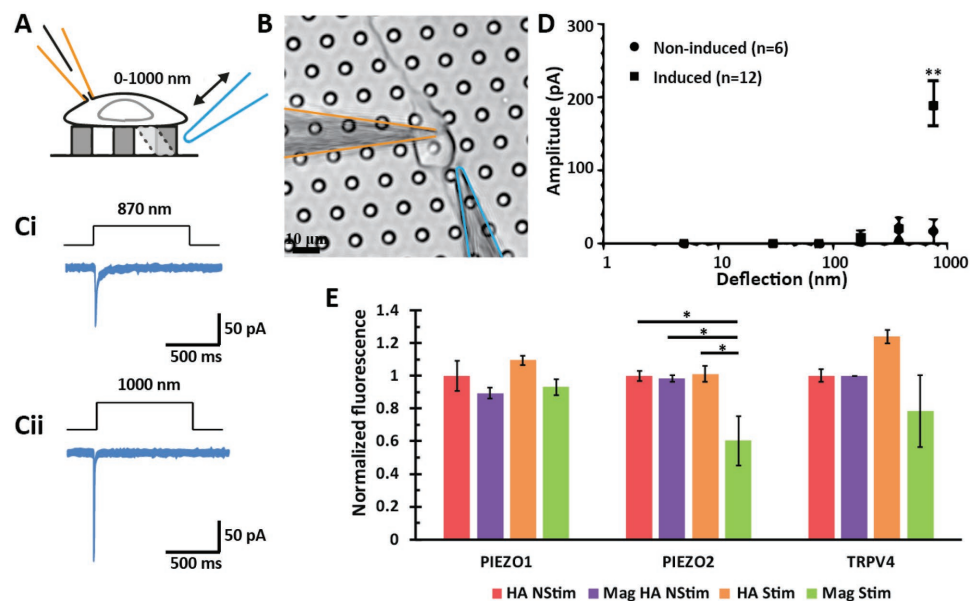 A
0-1000 nm
B
10 µm
Ci
870 nm
50 pA
500 ms
Cii
1000 nm
50 pA
500 ms
D
Non-induced (n=6)
Induced (n=12)
**
Amplitude (pA)
300
200
100
0
1
10
100
1000
Deflection (nm)
E
Normalized fluorescence
1.4
1.2
1
0.8
0.6
0.4
0.2
0
*
*
*
PIEZO1
PIEZO2
TRPV4
HA NStim
Mag HA NStim
HA Stim
Mag Stim